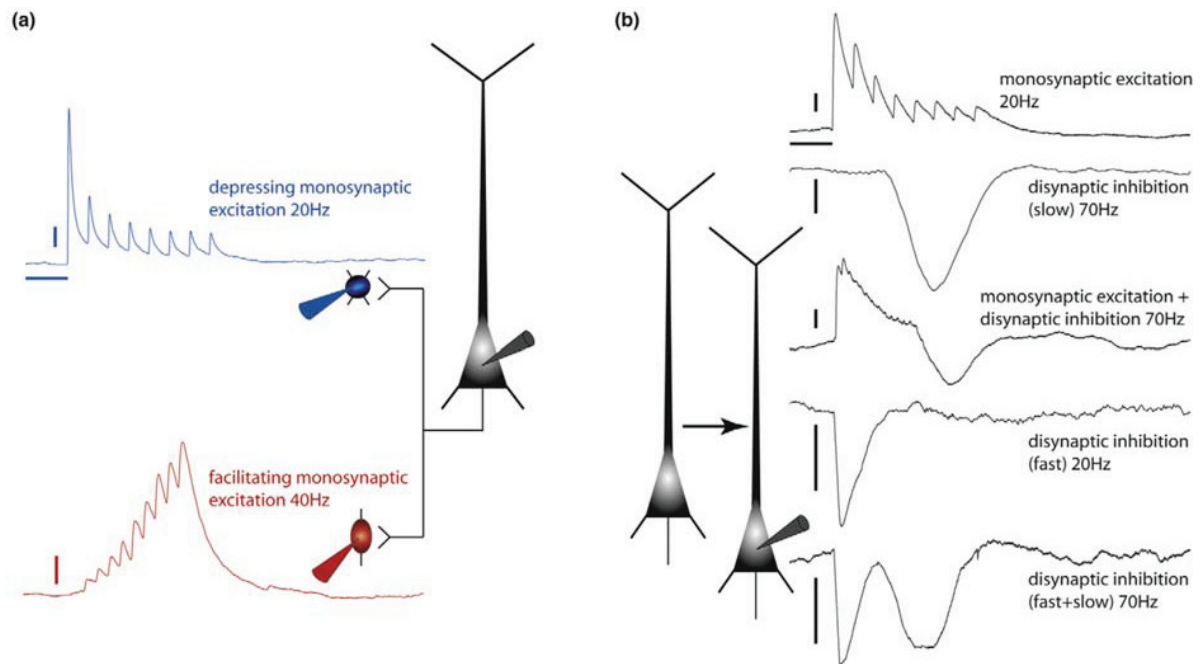 (a)
depressing monosynaptic
excitation 20Hz
facilitating monosynaptic
excitation 40Hz
(b)
monosynaptic excitation
20Hz
disynaptic inhibition
(slow) 70Hz
monosynaptic excitation +
disynaptic inhibition 70Hz
disynaptic inhibition
(fast) 20Hz
disynaptic inhibition
(fast+slow) 70Hz